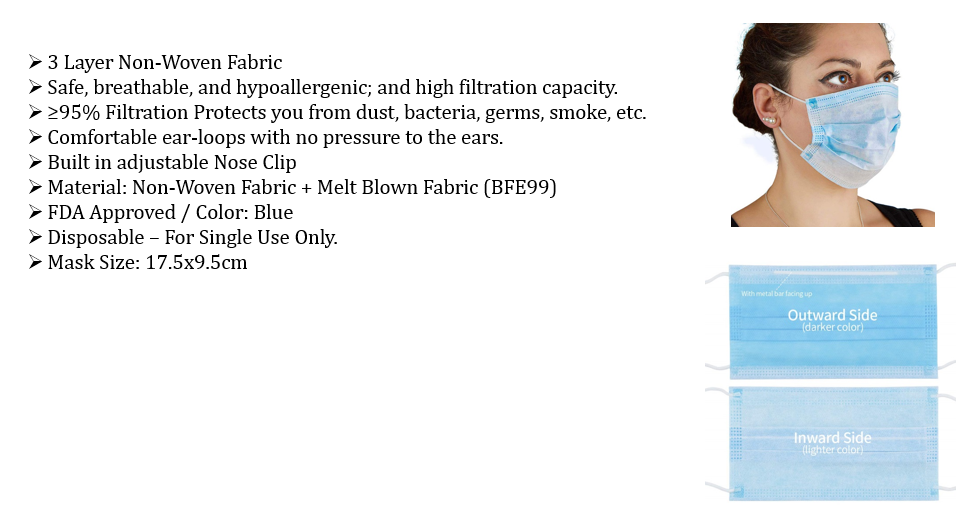 ➢ 3 Layer Non-Woven Fabric
➢ Safe, breathable, and hypoallergenic; and high filtration capacity.
➢ ≥95% Filtration Protects you from dust, bacteria, germs, smoke, etc.
➢ Comfortable ear-loops with no pressure to the ears.
➢ Built in adjustable Nose Clip
➢ Material: Non-Woven Fabric + Melt Blown Fabric (BFE99)
➢ FDA Approved / Color: Blue
➢ Disposable – For Single Use Only.
➢ Mask Size: 17.5x9.5cm
With metal bar facing up
Outward Side
(darker color)
Inward Side
(lighter color)